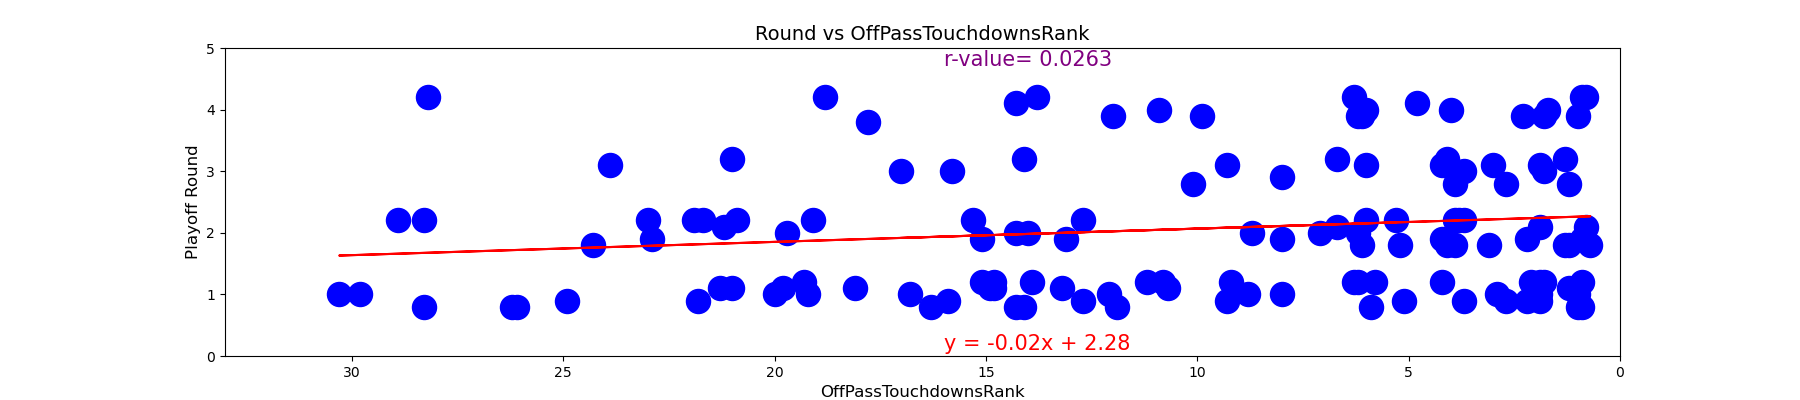 Round vs OffPassTouchdownsRank
r-value= 0.0263
5
4
3
2
1
0
Playoff Round
y = -0.02x + 2.28
30 25 20 15 10 5 0
OffPassTouchdownsRank